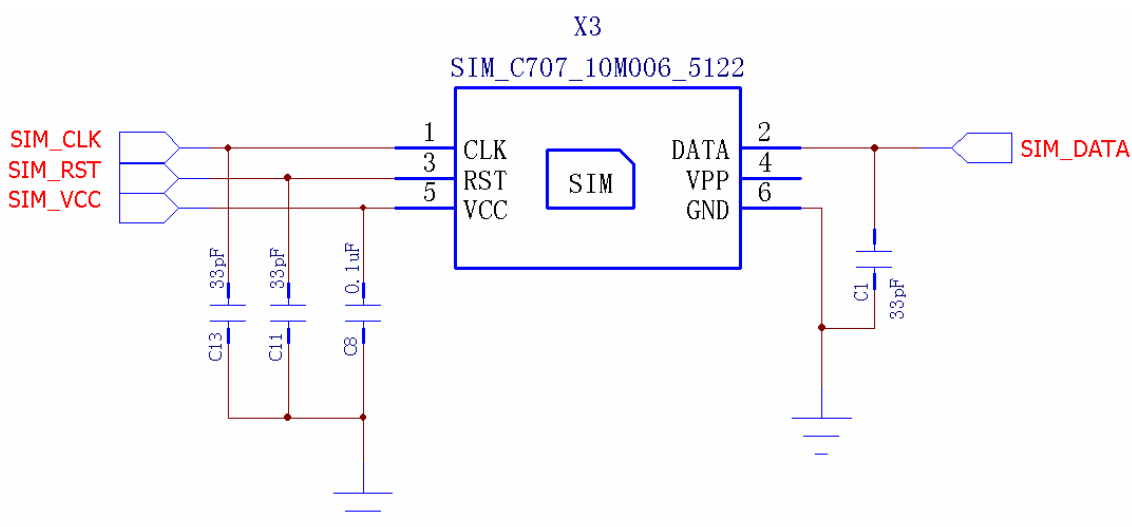 X3
SIM_C707_10M006_5122
SIM_CLK
SIM_RST
SIM_VCC
1
3
5
CLK
RST
VCC
SIM
DATA
VPP
GND
2
4
6
SIM_DATA
33pF
C13
33pF
C11
0.1uF
C8
C1
33pF